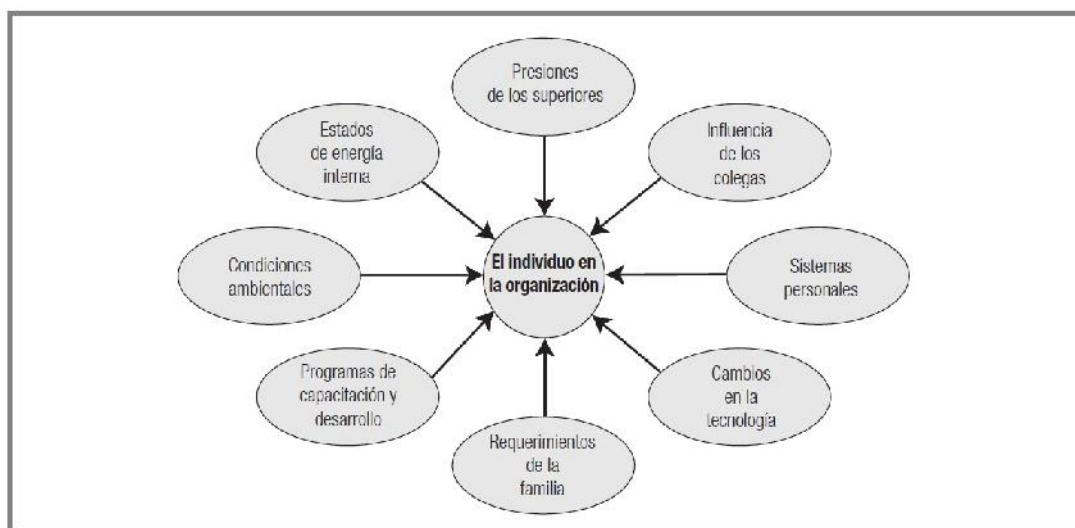 Presiones
de los superiores
Estados
de energía
interna
Influencia
de los
colegas
Condiciones
ambientales
El individuo en
la organización
Sistemas
personales
Programas de
capacitación y
desarrollo
Cambios
en la
tecnología
Requerimientos
de la
familia